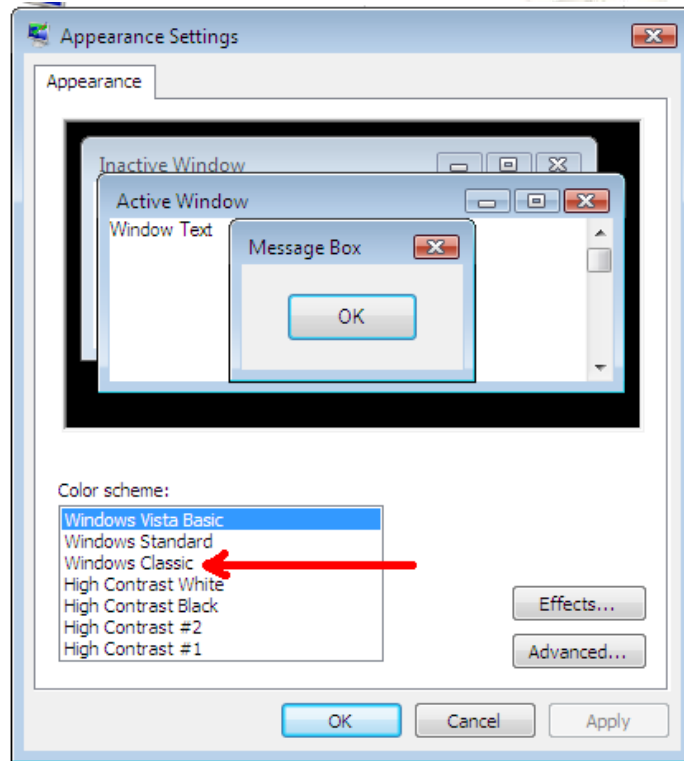 Appearance Settings
Appearance
Inactive Window
Active Window
Window Text
Message Box
OK
Color scheme:
Windows Vista Basic
Windows Standard
Windows Classic
High Contrast White
High Contrast Black
High Contrast #2
High Contrast #1
Effects...
Advanced...
OK Cancel Apply